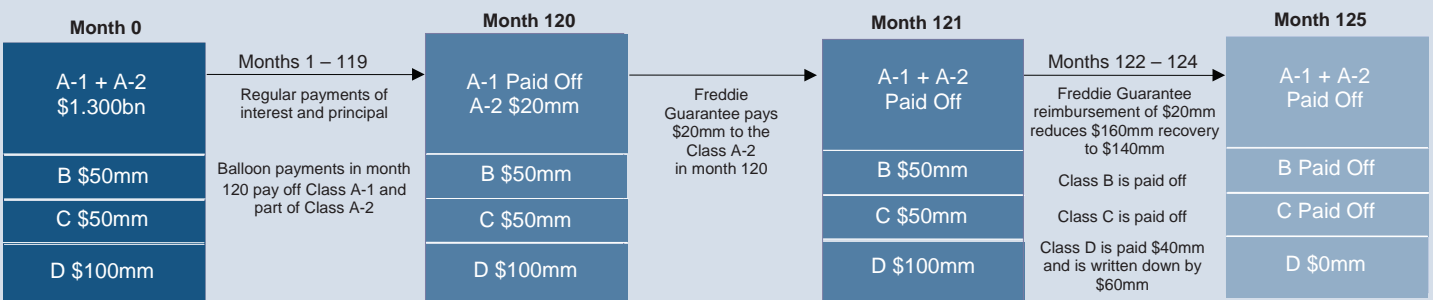 Month 0
A-1 + A-2
$1.300bn
B $50mm
C $50mm
D $100mm
Months 1 – 119
Regular payments of
interest and principal
Balloon payments in month
120 pay off Class A-1 and
part of Class A-2
Month 120
A-1 Paid Off
A-2 $20mm
B $50mm
C $50mm
D $100mm
Freddie
Guarantee pays
$20mm to the
Class A-2
in month 120
Month 121
A-1 + A-2
Paid Off
B $50mm
C $50mm
D $100mm
Months 122 – 124
Freddie Guarantee
reimbursement of $20mm
reduces $160mm recovery
to $140mm
Class B is paid off
Class C is paid off
Class D is paid $40mm
and is written down by
$60mm
Month 125
A-1 + A-2
Paid Off
B Paid Off
C Paid Off
D $0mm